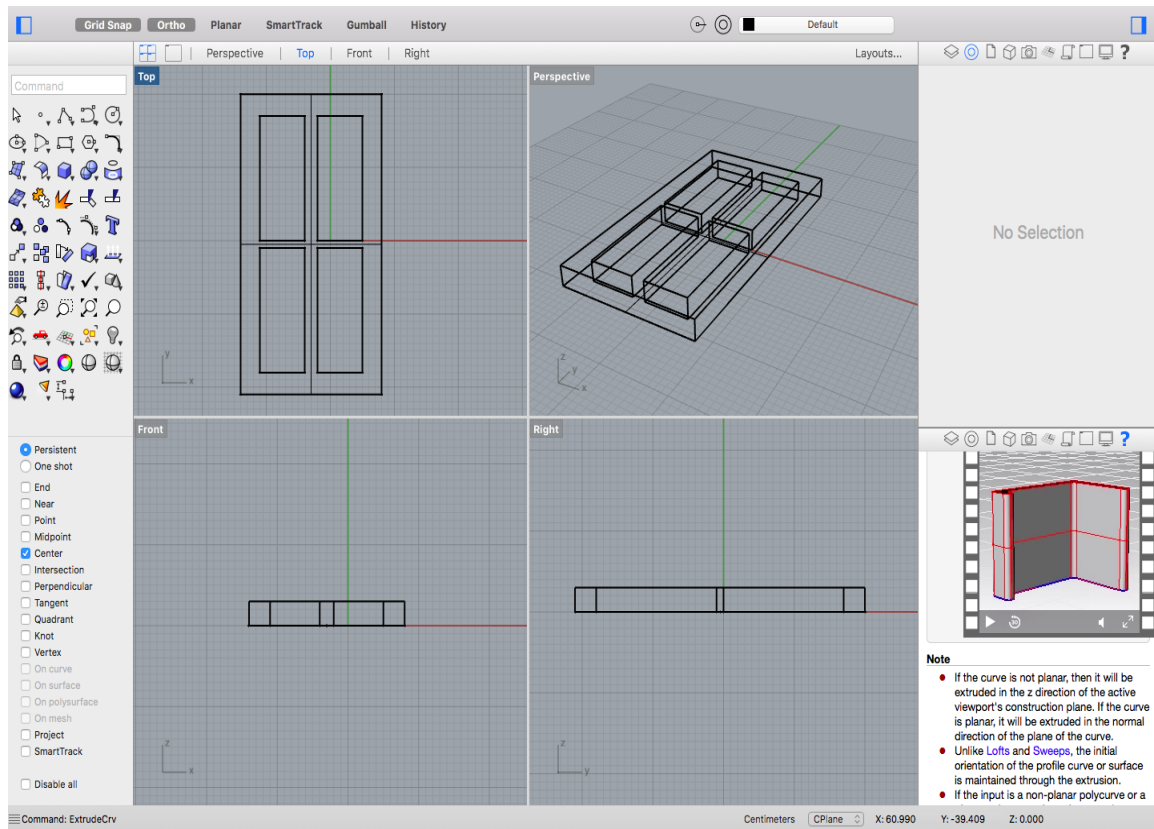 Grid Snap Ortho Planar SmartTrack Gumball History Default
Perspective Top Front Right Layouts...
Command
Top
Perspective
No Selection
y
x
z
y
x
Front
Right
z
x
z
y
Persistent
One shot
End
Near
Point
Midpoint
Center
Intersection
Perpendicular
Tangent
Quadrant
Knot
Vertex
On curve
On surface
On polysurface
On mesh
Project
SmartTrack
Disable all
Note
If the curve is not planar, then it will be
extruded in the z direction of the active
viewport's construction plane. If the curve
is planar, it will be extruded in the normal
direction of the plane of the curve.
Unlike Lofts and Sweeps, the initial
orientation of the profile curve or surface
is maintained through the extrusion.
If the input is a non-planar polycurve or a
Command: ExtrudeCrv Centimeters CPlane X: 60.990 Y: -39.409 Z: 0.000